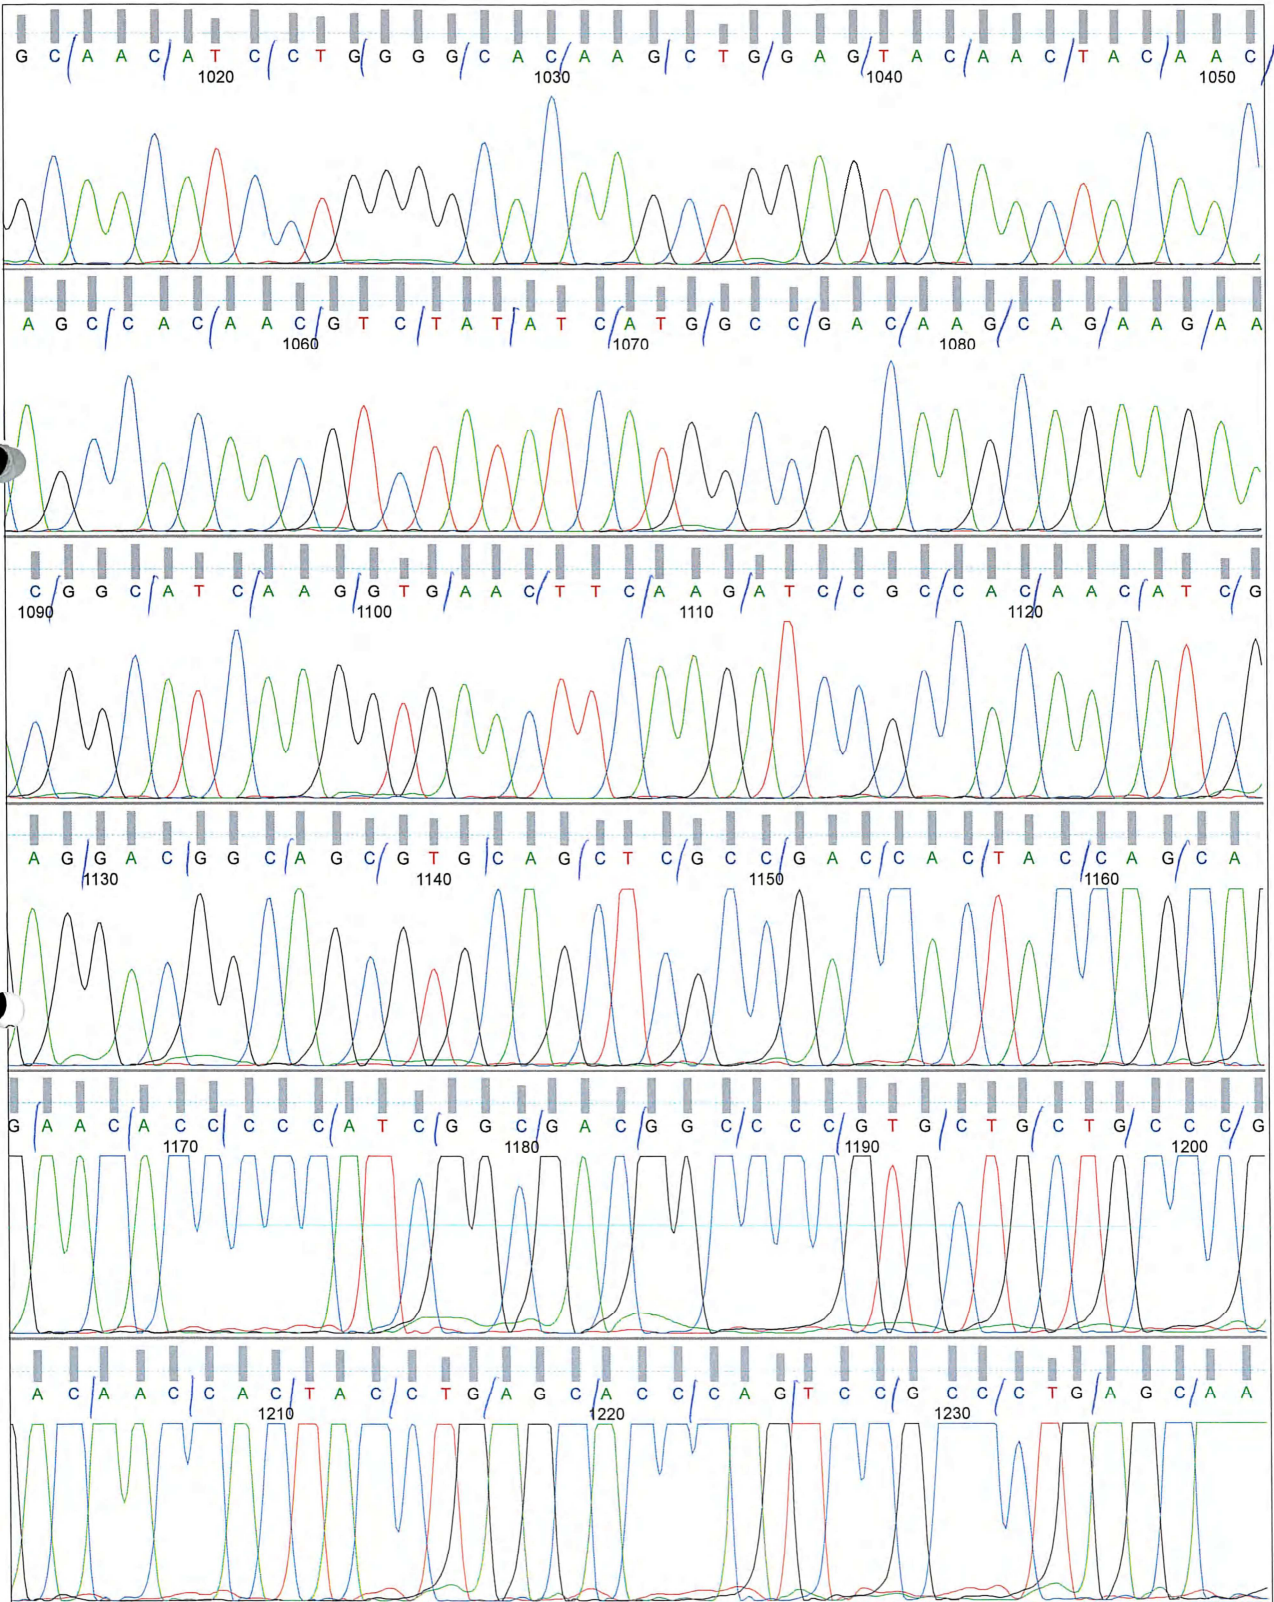 G C/A A C/A T C/C T G/G G G/C A C/A A G/C T G/G A G/T A C/A A C/T A C/A A C/
1020 1030 1040 1050
A G C/C A C/A A C/G T C/T A T/A T C/A T G/G C C/G A C/A A G/C A G/A A G/A A
1060 1070 1080
C/G G C/A T C/A A G/G T G/A A C/T T C/A A G/A T C/C G C/C A C/A A C/A T C/G
1090 1100 1110 1120
A G/G A C/G G C/A G C/G T G/C A G/C T C/G C C/G A C/C A C/T A C/C A G/C A
1130 1140 1150 1160
G/A A C/A C C/C C C/A T C/G G C/G A C/G G C/C C C/G T G/C T G/C T G/C C C/G
1170 1180 1190 1200
A C/A A C/C A C/T A C/C T G/A G C/A C C/C A G/T C C/G C C/C T G/A G C/A A
1210 1220 1230